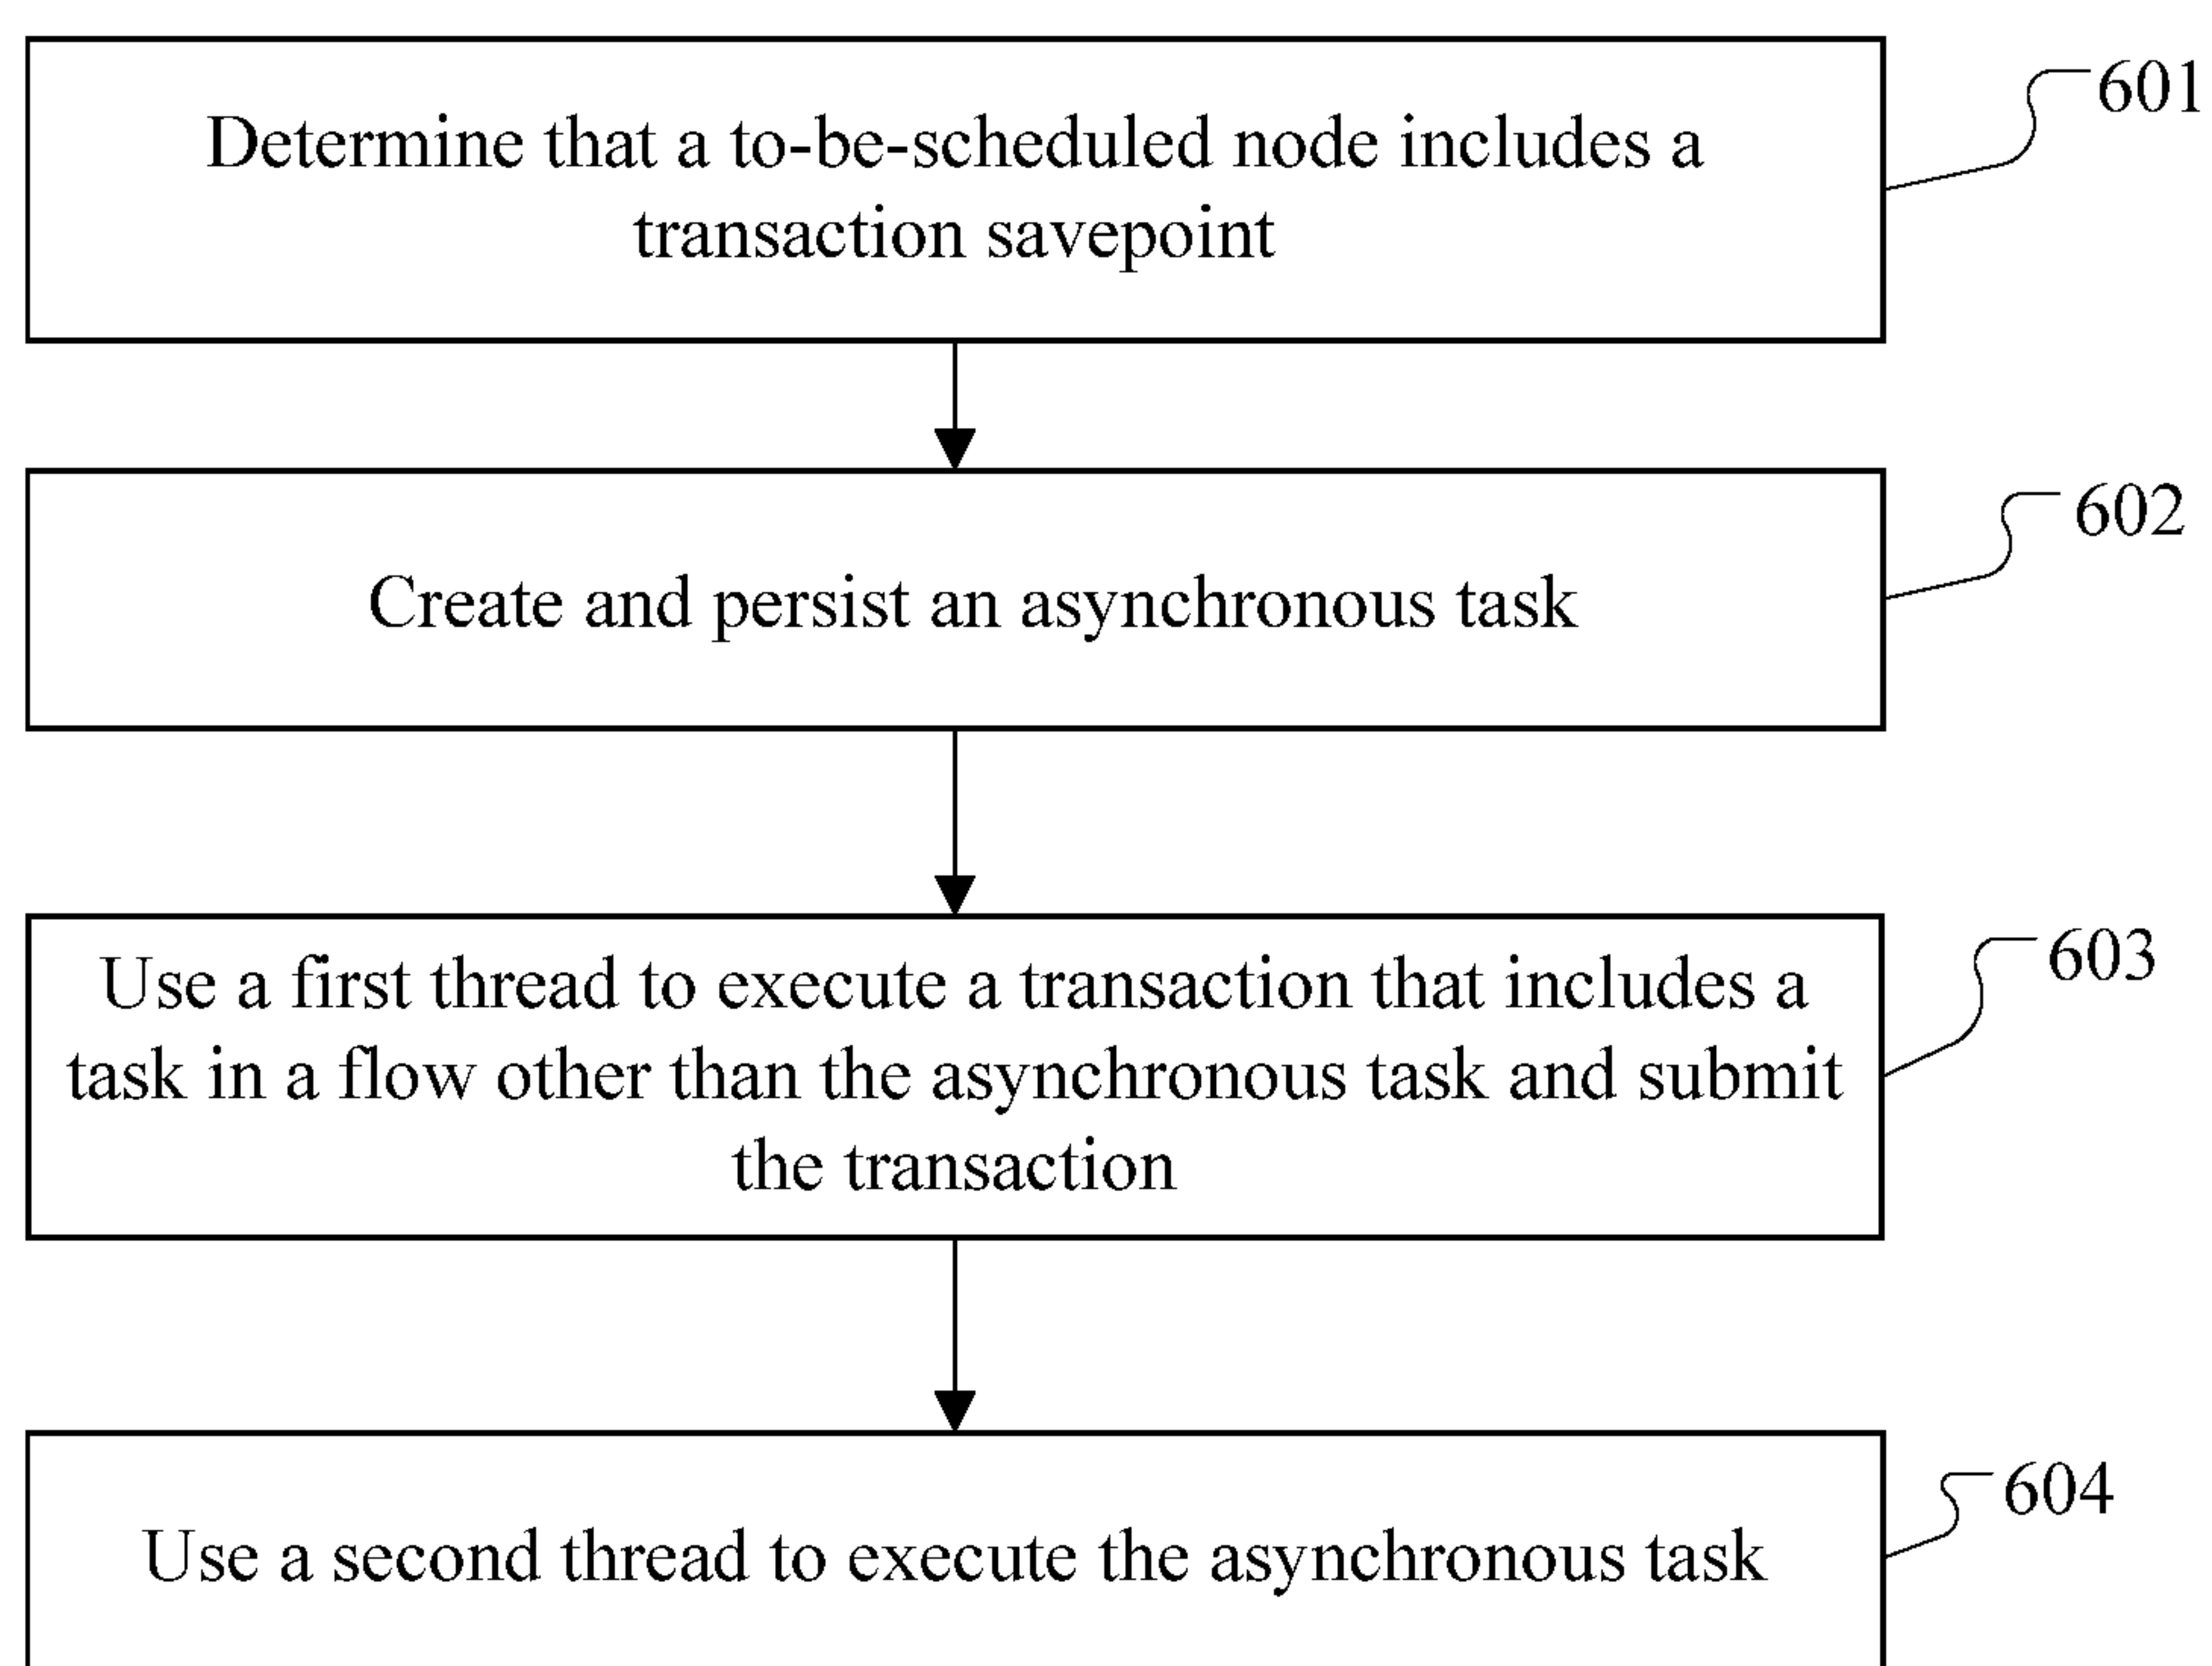 Determine that a to-be-scheduled node includes a
transaction savepoint
601
Create and persist an asynchronous task
602
Use a first thread to execute a transaction that includes a
task in a flow other than the asynchronous task and submit
the transaction
603
Use a second thread to execute the asynchronous task
604